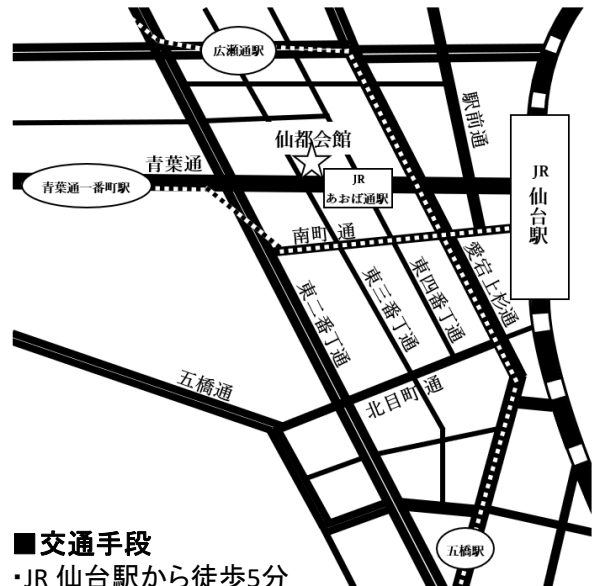 広瀬通駅
駅前通
仙都会館
青葉通
JR
あおば通駅
青葉通一番町駅
JR
仙台駅
南町通
愛宕上杉通
東二番丁通
東三番丁通
東四番丁通
五橋通
北目町通
五橋駅
■交通手段
・JR 仙台駅から徒歩5分